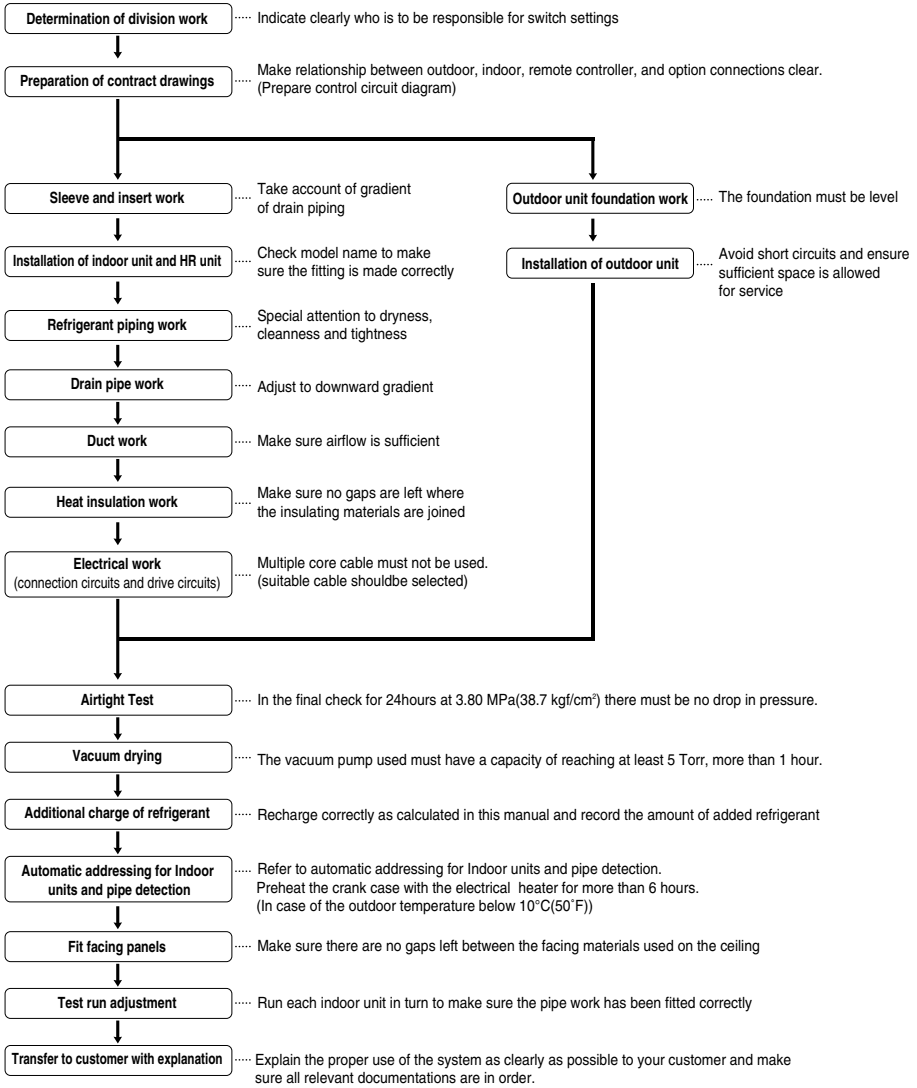 Determination of division work
Indicate clearly who is to be responsible for switch settings
Preparation of contract drawings
Make relationship between outdoor, indoor, remote controller, and option connections clear.
(Prepare control circuit diagram)
Sleeve and insert work
Take account of gradient
of drain piping
Outdoor unit foundation work
The foundation must be level
Installation of indoor unit and HR unit
Check model name to make
sure the fitting is made correctly
Installation of outdoor unit
Avoid short circuits and ensure
sufficient space is allowed
for service
Refrigerant piping work
Special attention to dryness,
cleanness and tightness
Drain pipe work
Adjust to downward gradient
Duct work
Make sure airflow is sufficient
Heat insulation work
Make sure no gaps are left where
the insulating materials are joined
Electrical work
(connection circuits and drive circuits)
Multiple core cable must not be used.
(suitable cable shouldbe selected)
Airtight Test
In the final check for 24hours at 3.80 MPa(38.7 kgf/cm²) there must be no drop in pressure.
Vacuum drying
The vacuum pump used must have a capacity of reaching at least 5 Torr, more than 1 hour.
Additional charge of refrigerant
Recharge correctly as calculated in this manual and record the amount of added refrigerant
Automatic addressing for Indoor
units and pipe detection
Refer to automatic addressing for Indoor units and pipe detection.
Preheat the crank case with the electrical heater for more than 6 hours.
(In case of the outdoor temperature below 10°C(50˚F))
Fit facing panels
Make sure there are no gaps left between the facing materials used on the ceiling
Test run adjustment
Run each indoor unit in turn to make sure the pipe work has been fitted correctly
Transfer to customer with explanation
Explain the proper use of the system as clearly as possible to your customer and make
sure all relevant documentations are in order.